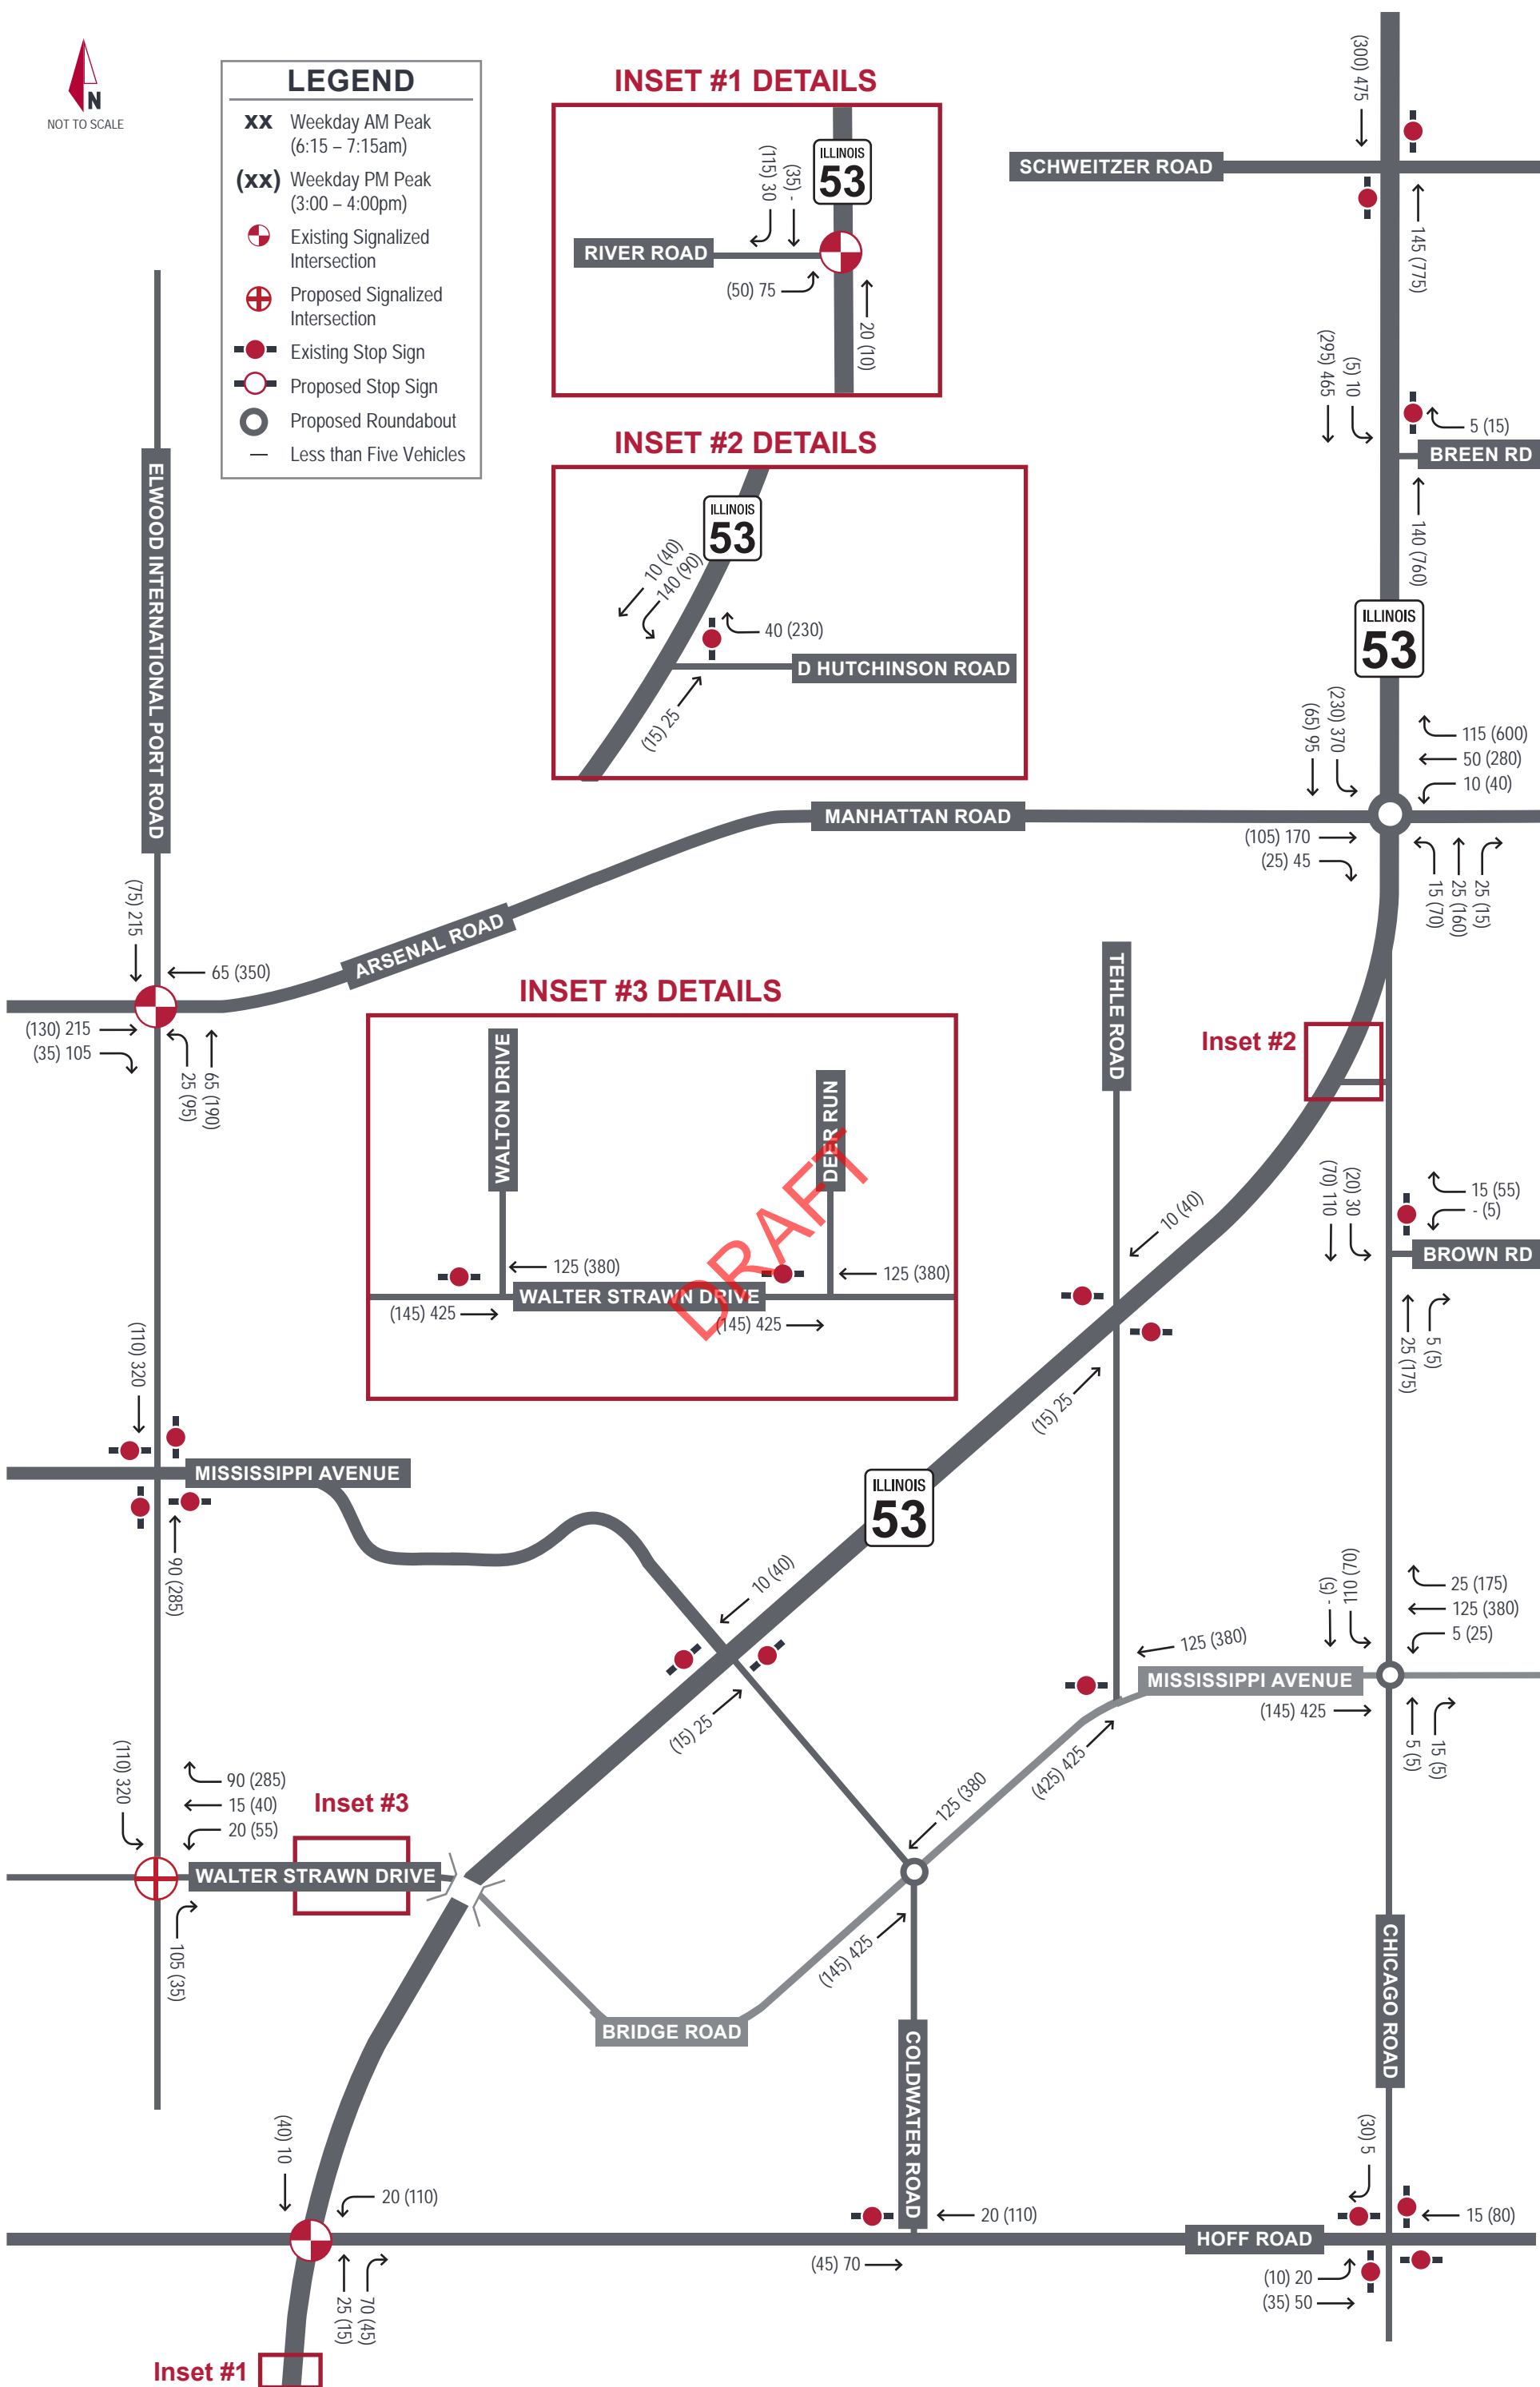 N
NOT TO SCALE
LEGEND
xx Weekday AM Peak
(6:15 – 7:15am)
(xx) Weekday PM Peak
(3:00 – 4:00pm)
Existing Signalized
Intersection
Proposed Signalized
Intersection
Existing Stop Sign
Proposed Stop Sign
Proposed Roundabout
— Less than Five Vehicles
INSET #1 DETAILS
ILLINOIS
53
(115) 30
(35) -
RIVER ROAD
(50) 75
20 (10)
INSET #2 DETAILS
ILLINOIS
53
10 (40)
140 (90)
40 (230)
D HUTCHINSON ROAD
(15) 25
(300) 475
SCHWEITZER ROAD
145 (775)
(295) 465
(5) 10
5 (15)
BREEN RD
140 (760)
ILLINOIS
53
(65) 95
(230) 370
115 (600)
50 (280)
10 (40)
MANHATTAN ROAD
(105) 170
(25) 45
15 (70)
25 (160)
25 (15)
ELWOOD INTERNATIONAL PORT ROAD
ARSENAL ROAD
(75) 215
65 (350)
(130) 215
(35) 105
25 (95)
65 (190)
INSET #3 DETAILS
WALTON DRIVE
DEER RUN
125 (380)
125 (380)
WALTER STRAWN DRIVE
(145) 425
(145) 425
DRAFT
TEHLE ROAD
Inset #2
10 (40)
(15) 25
(70) 110
(20) 30
15 (55)
- (5)
BROWN RD
25 (175)
5 (5)
(110) 320
MISSISSIPPI AVENUE
90 (285)
ILLINOIS
53
10 (40)
(15) 25
(5) -
110 (70)
25 (175)
125 (380)
5 (25)
125 (380)
MISSISSIPPI AVENUE
(145) 425
5 (5)
15 (5)
(425) 425
125 (380
(145) 425
(110) 320
90 (285)
15 (40)
20 (55)
Inset #3
WALTER STRAWN DRIVE
105 (35)
BRIDGE ROAD
COLDWATER ROAD
CHICAGO ROAD
(40) 10
20 (110)
25 (15)
70 (45)
20 (110)
(45) 70
(30) 5
15 (80)
HOFF ROAD
(10) 20
(35) 50
Inset #1